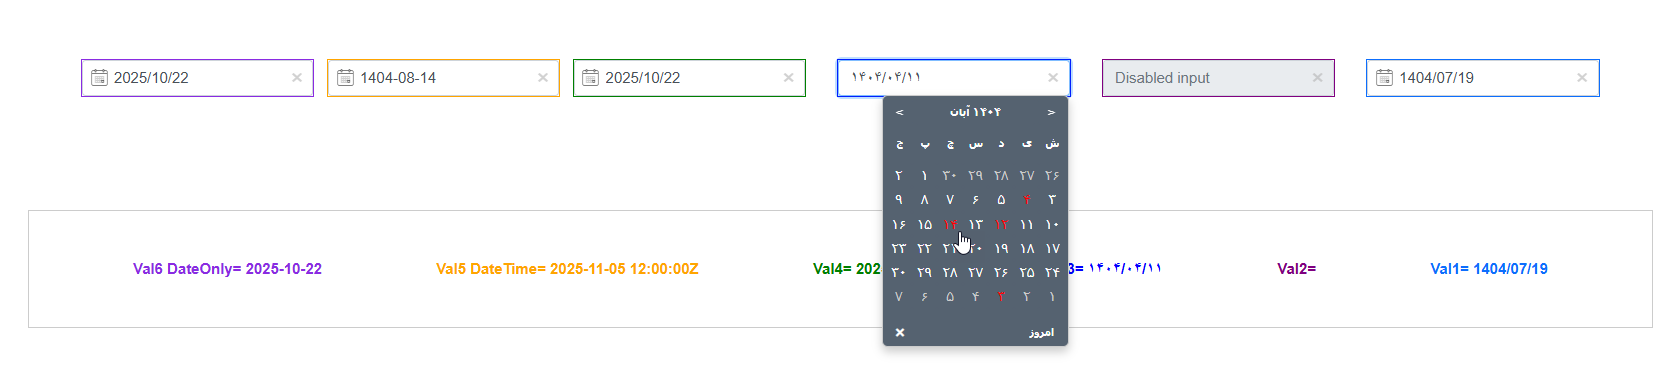 2025/10/22 ×
1404-08-14 ×
2025/10/22 ×
۱۴۰۴/۰۴/۱۱ ×
Disabled input ×
1404/07/19 ×
< ۱۴۰۴ آبان >
ش ی د س چ پ ج
۲۶ ۲۷ ۲۸ ۲۹ ۳۰ ۱ ۲
۳ ۴ ۵ ۶ ۷ ۸ ۹
۱۰ ۱۱ ۱۲ ۱۳ ۱۴ ۱۵ ۱۶
۱۷ ۱۸ ۱۹ ۲۰ ۲۱ ۲۲ ۲۳
۲۴ ۲۵ ۲۶ ۲۷ ۲۸ ۲۹ ۳۰
۱ ۲ ۳ ۴ ۵ ۶ ۷
امروز ×
Val6 DateOnly= 2025-10-22
Val5 DateTime= 2025-11-05 12:00:00Z
Val4= 202
3= ۱۴۰۴/۰۴/۱۱
Val2=
Val1= 1404/07/19